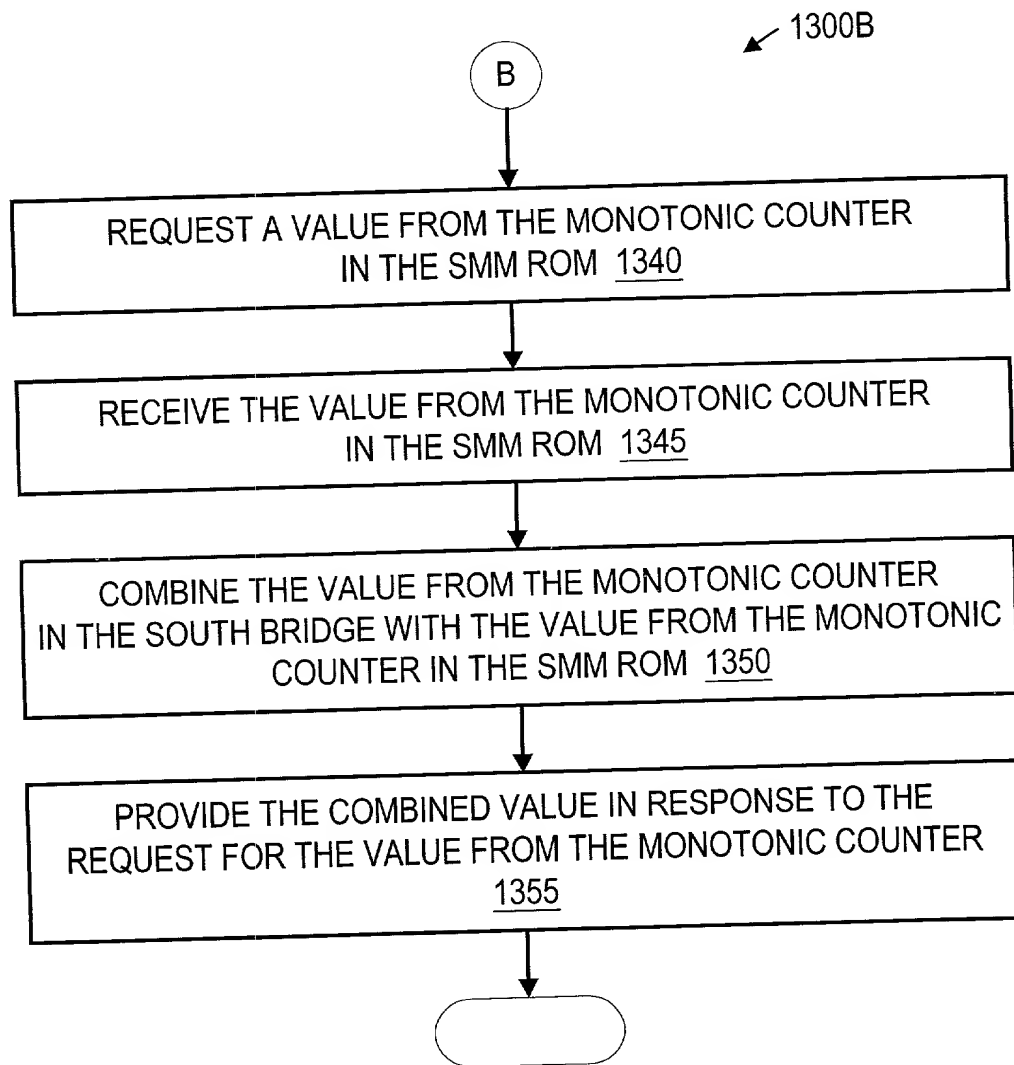 1300B
B
REQUEST A VALUE FROM THE MONOTONIC COUNTER
IN THE SMM ROM 1340
RECEIVE THE VALUE FROM THE MONOTONIC COUNTER
IN THE SMM ROM 1345
COMBINE THE VALUE FROM THE MONOTONIC COUNTER
IN THE SOUTH BRIDGE WITH THE VALUE FROM THE MONOTONIC
COUNTER IN THE SMM ROM 1350
PROVIDE THE COMBINED VALUE IN RESPONSE TO THE
REQUEST FOR THE VALUE FROM THE MONOTONIC COUNTER
1355